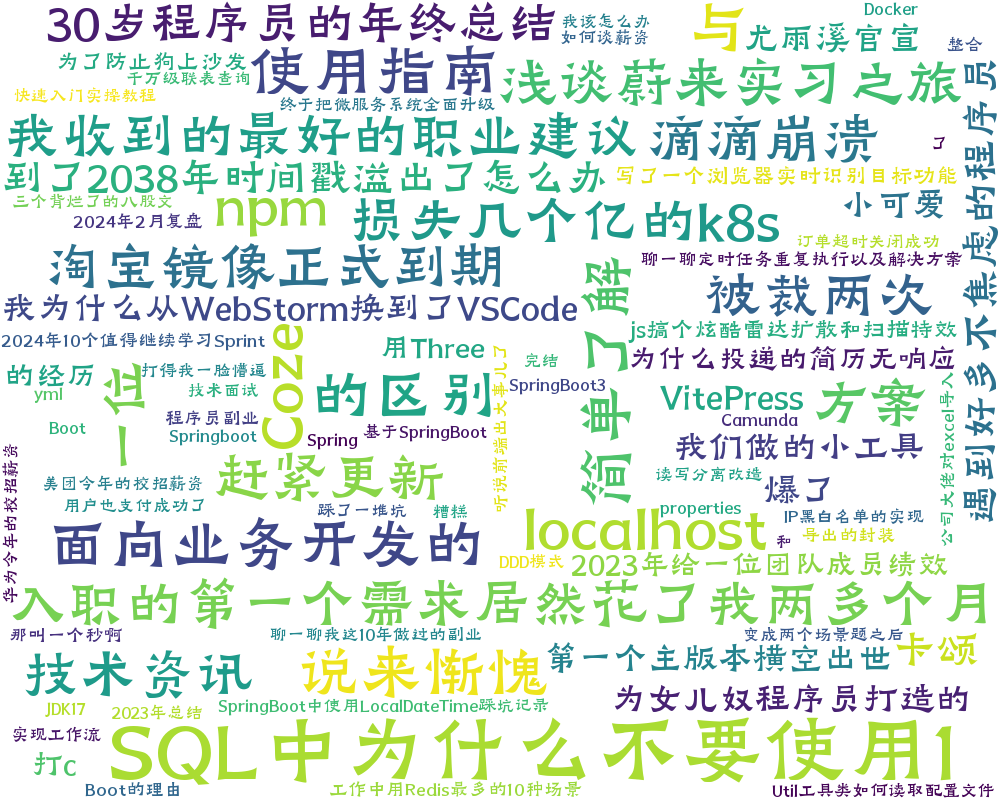 30岁程序员的年终总结
我该怎么办
如何谈薪资
与
Docker
尤雨溪官宣
整合
为了防止狗上沙发
千万级联表查询
使用指南
浅谈蔚来实习之旅
遇到好多不焦虑的程序员
快速入门实操教程
终于把微服务系统全面升级
我收到的最好的职业建议
滴滴崩溃
了
到了2038年时间戳溢出了怎么办
写了一个浏览器实时识别目标功能
三个背烂了的八股文
2024年2月复盘
npm
损失几个亿的k8s
小可爱
订单超时关闭成功
淘宝镜像正式到期
简单了解
聊一聊定时任务重复执行以及解决方案
我为什么从WebStorm换到了VSCode
被裁两次
js搞个炫酷雷达扩散和扫描特效
2024年10个值得继续学习Sprint
Coze
用Three
听说前端出大事儿了
完结
为什么投递的简历无响应
的经历
一位
打得我一脸懵逼
技术面试
的区别
SpringBoot3
VitePress
方案
公司大佬对excel导入
yml
程序员副业
Camunda
Boot
Springboot
Spring
基于SpringBoot
我们做的小工具
华为今年的校招薪资
美团今年的校招薪资
赶紧更新
读写分离改造
爆了
用户也支付成功了
踩了一堆坑
糟糕
properties
IP黑白名单的实现
面向业务开发的
localhost
和
导出的封装
DDD模式
2023年给一位团队成员绩效
入职的第一个需求居然花了我两多个月
那叫一个秒啊
聊一聊我这10年做过的副业
变成两个场景题之后
卡颂
技术资讯
说来惭愧
第一个主版本横空出世
为女儿奴程序员打造的
JDK17
2023年总结
SpringBoot中使用LocalDateTime踩坑记录
实现工作流
SQL中为什么不要使用1
打c
Boot的理由
工作中用Redis最多的10种场景
Util工具类如何读取配置文件